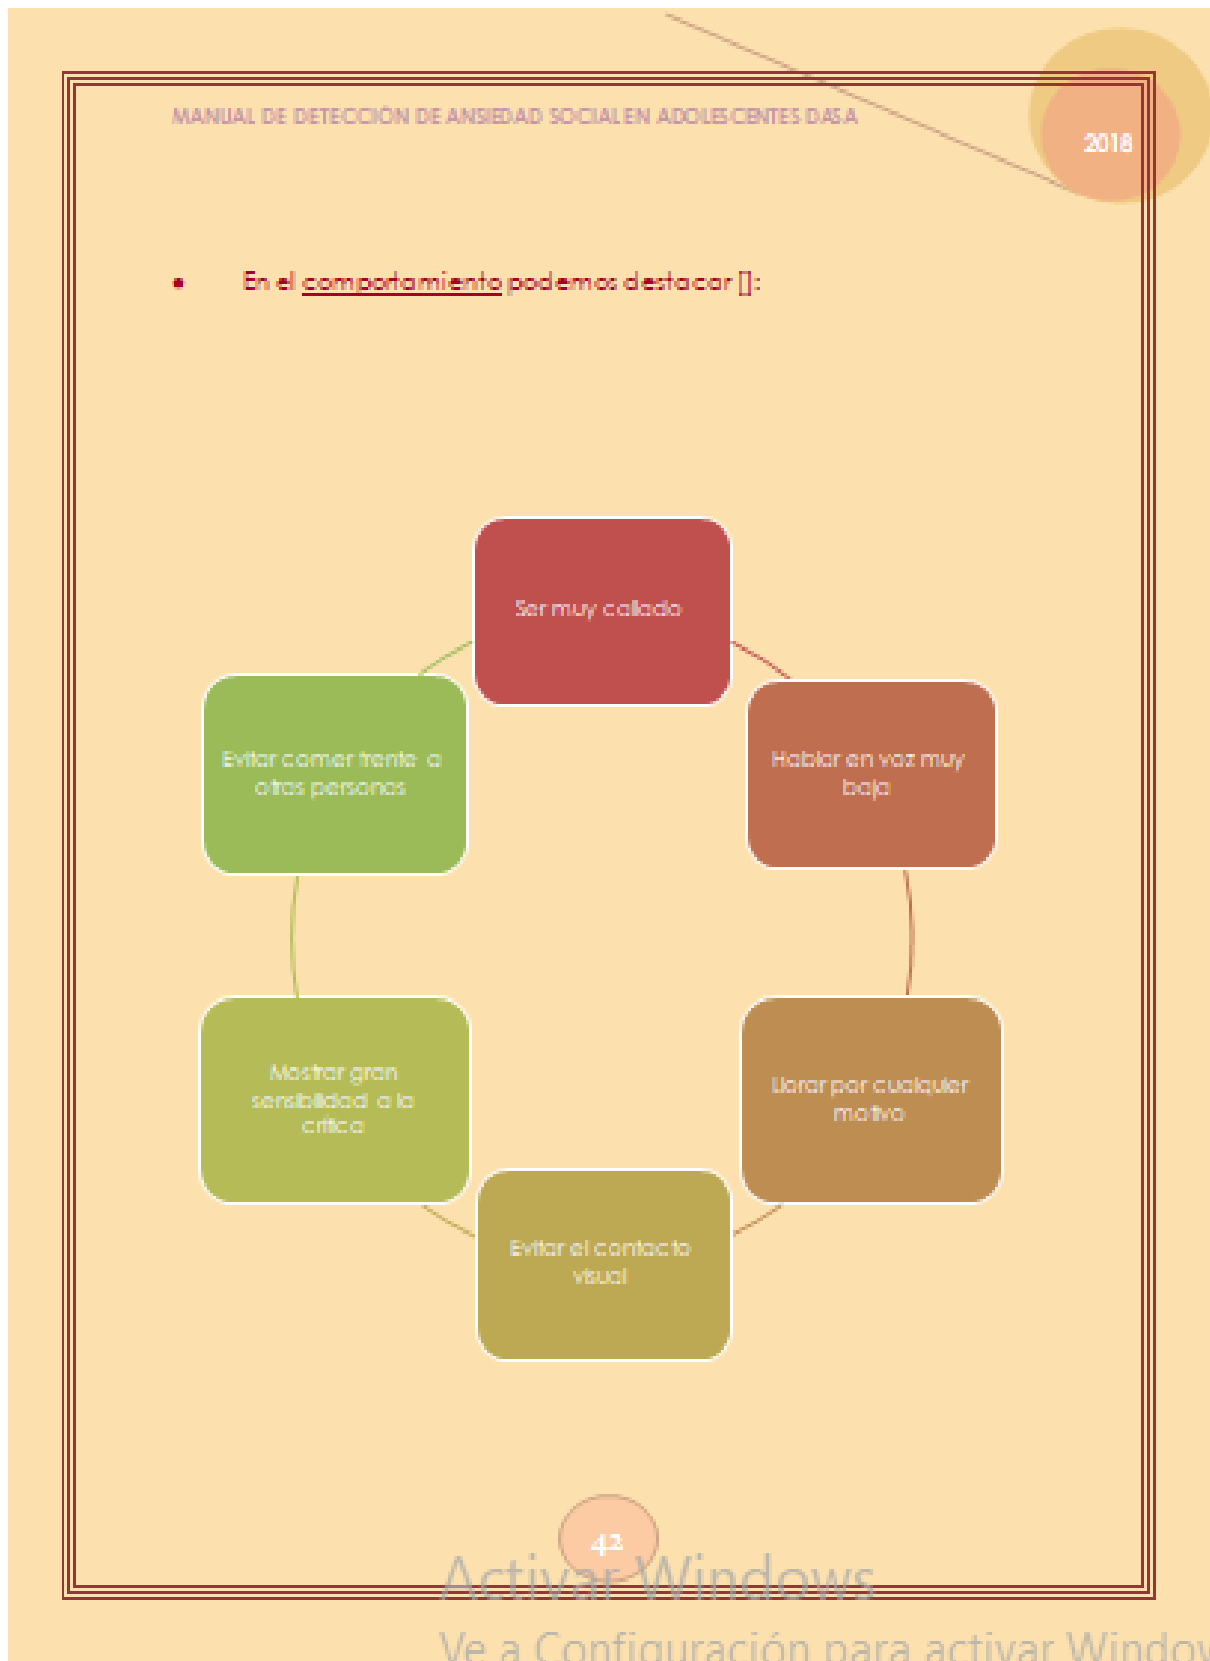 MANUAL DE DETECCIÓN DE ANSIEDAD SOCIAL EN ADOLESCENTES DASA
2018
• En el comportamiento podemos destacar []:
Ser muy callado
Hablar en voz muy
baja
Llorar por cualquier
motivo
Evitar el contacto
visual
Mostrar gran
sensibilidad a la
crítica
Evitar comer frente a
otras personas
42
Activar Windows
Ve a Configuración para activar Window